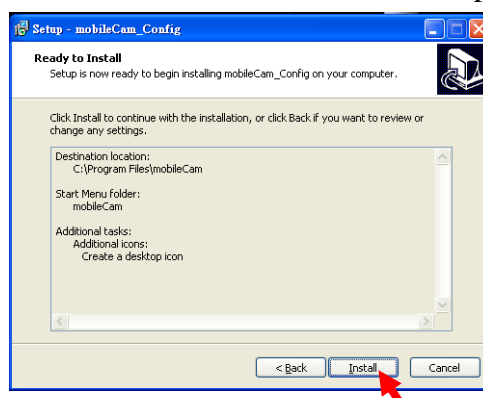 Setup - mobileCam_Config
Ready to Install
Setup is now ready to begin installing mobileCam_Config on your computer.
Click Install to continue with the installation, or click Back if you want to review or
change any settings.
Destination location:
C:\Program Files\mobileCam
Start Menu folder:
mobileCam
Additional tasks:
Additional icons:
Create a desktop icon
< Back Install Cancel